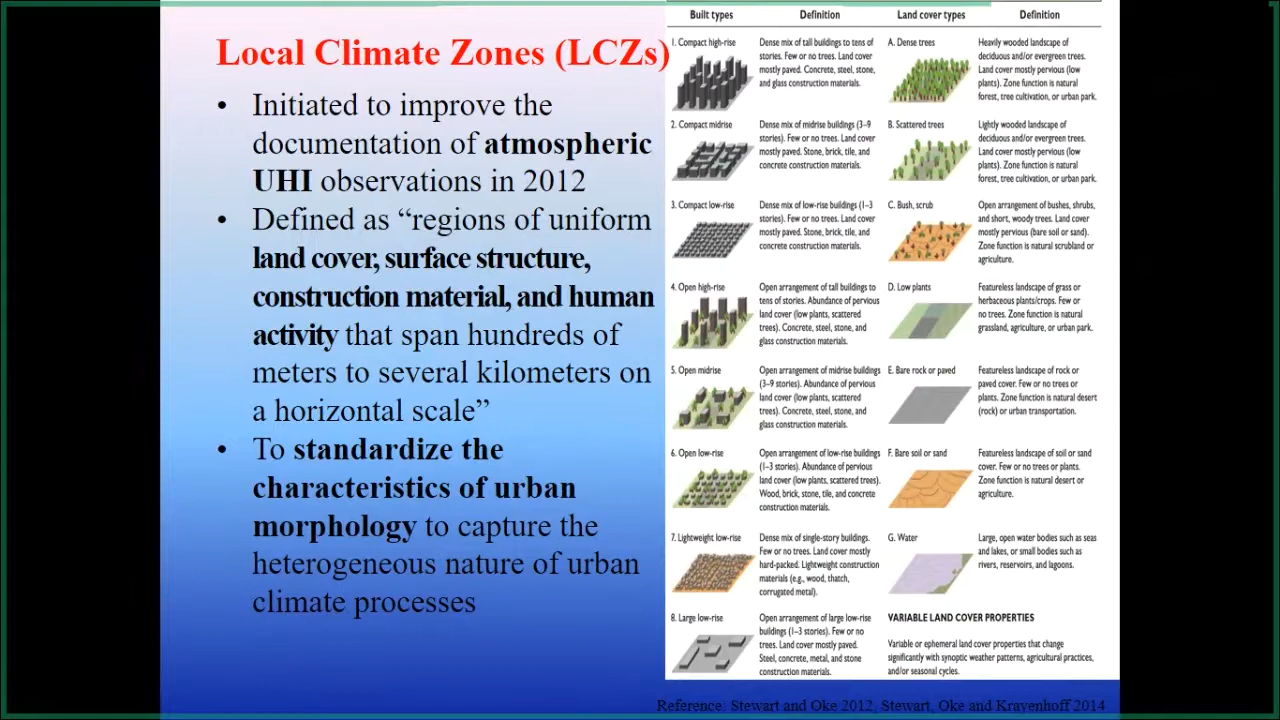 Local Climate Zones (LCZs)
• Initiated to improve the
documentation of atmospheric
UHI observations in 2012
• Defined as “regions of uniform
land cover, surface structure,
construction material, and human
activity that span hundreds of
meters to several kilometers on
a horizontal scale”
• To standardize the
characteristics of urban
morphology to capture the
heterogeneous nature of urban
climate processes
Built types
Definition
Land cover types
Definition
1. Compact high-rise
Dense mix of tall buildings to tens of
stories. Few or no trees. Land cover
mostly paved. Concrete, steel, stone,
and glass construction materials.
A. Dense trees
Heavily wooded landscape of
deciduous and/or evergreen trees.
Land cover mostly pervious (low
plants). Zone function is natural
forest, tree cultivation, or urban park.
2. Compact midrise
Dense mix of midrise buildings (3–9
stories). Few or no trees. Land cover
mostly paved. Stone, brick, tile, and
concrete construction materials.
B. Scattered trees
Lightly wooded landscape of
deciduous and/or evergreen trees.
Land cover mostly pervious (low
plants). Zone function is natural
forest, tree cultivation, or urban park.
3. Compact low-rise
Dense mix of low-rise buildings (1–3
stories). Few or no trees. Land cover
mostly paved. Stone, brick, tile, and
concrete construction materials.
C. Bush, scrub
Open arrangement of bushes, shrubs,
and short, woody trees. Land cover
mostly pervious (bare soil or sand).
Zone function is natural scrubland or
agriculture.
4. Open high-rise
Open arrangement of tall buildings to
tens of stories. Abundance of pervious
land cover (low plants, scattered
trees). Concrete, steel, stone, and
glass construction materials.
D. Low plants
Featureless landscape of grass or
herbaceous plants/crops. Few or
no trees. Zone function is natural
grassland, agriculture, or urban park.
5. Open midrise
Open arrangement of midrise buildings
(3–9 stories). Abundance of pervious
land cover (low plants, scattered
trees). Concrete, steel, stone, and
glass construction materials.
E. Bare rock or paved
Featureless landscape of rock or
paved cover. Few or no trees or
plants. Zone function is natural desert
(rock) or urban transportation.
6. Open low-rise
Open arrangement of low-rise buildings
(1–3 stories). Abundance of pervious
land cover (low plants, scattered trees).
Wood, brick, stone, tile, and concrete
construction materials.
F. Bare soil or sand
Featureless landscape of soil or sand
cover. Few or no trees or plants.
Zone function is natural desert or
agriculture.
7. Lightweight low-rise
Dense mix of single-story buildings.
Few or no trees. Land cover mostly
hard-packed. Lightweight construction
materials (e.g., wood, thatch,
corrugated metal).
G. Water
Large, open water bodies such as seas
and lakes, or small bodies such as
rivers, reservoirs, and lagoons.
8. Large low-rise
Open arrangement of large low-rise
buildings (1–3 stories). Few or no
trees. Land cover mostly paved.
Steel, concrete, metal, and stone
construction materials.
VARIABLE LAND COVER PROPERTIES
Variable or ephemeral land cover properties that change
significantly with synoptic weather patterns, agricultural practices,
and/or seasonal cycles.
Reference: Stewart and Oke 2012, Stewart, Oke and Krayenhoff 2014